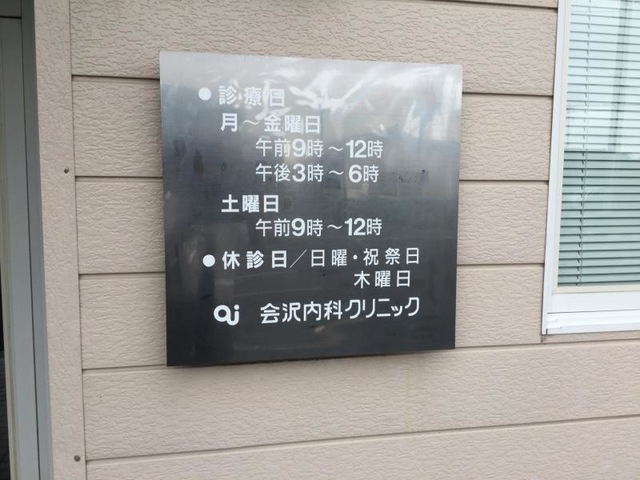 ●診療日
月～金曜日
午前9時～12時
午後3時～6時
土曜日
午前9時～12時
●休診日／日曜・祝祭日
木曜日
ai 会沢内科クリニック